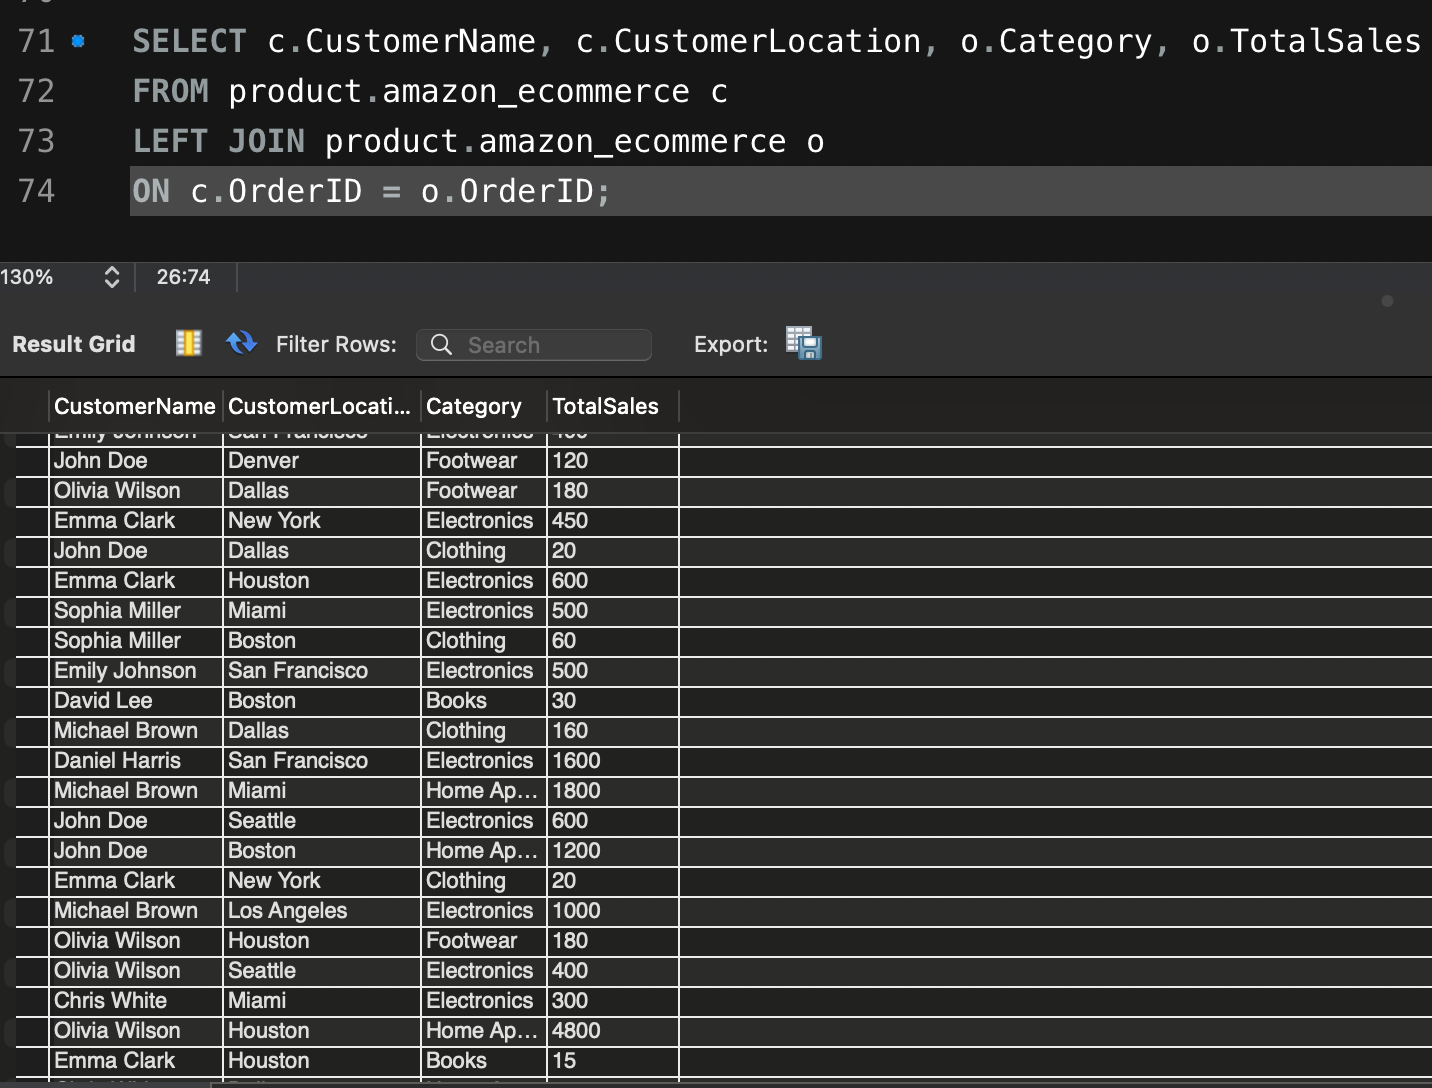 71 SELECT c.CustomerName, c.CustomerLocation, o.Category, o.TotalSales
72 FROM product.amazon_ecommerce c
73 LEFT JOIN product.amazon_ecommerce o
74 ON c.OrderID = o.OrderID;
130% 26:74
Result Grid Filter Rows: Search Export:
CustomerName CustomerLocati... Category TotalSales
Emily Johnson San Francisco Electronics
John Doe Denver Footwear 120
Olivia Wilson Dallas Footwear 180
Emma Clark New York Electronics 450
John Doe Dallas Clothing 20
Emma Clark Houston Electronics 600
Sophia Miller Miami Electronics 500
Sophia Miller Boston Clothing 60
Emily Johnson San Francisco Electronics 500
David Lee Boston Books 30
Michael Brown Dallas Clothing 160
Daniel Harris San Francisco Electronics 1600
Michael Brown Miami Home Ap... 1800
John Doe Seattle Electronics 600
John Doe Boston Home Ap... 1200
Emma Clark New York Clothing 20
Michael Brown Los Angeles Electronics 1000
Olivia Wilson Houston Footwear 180
Olivia Wilson Seattle Electronics 400
Chris White Miami Electronics 300
Olivia Wilson Houston Home Ap... 4800
Emma Clark Houston Books 15